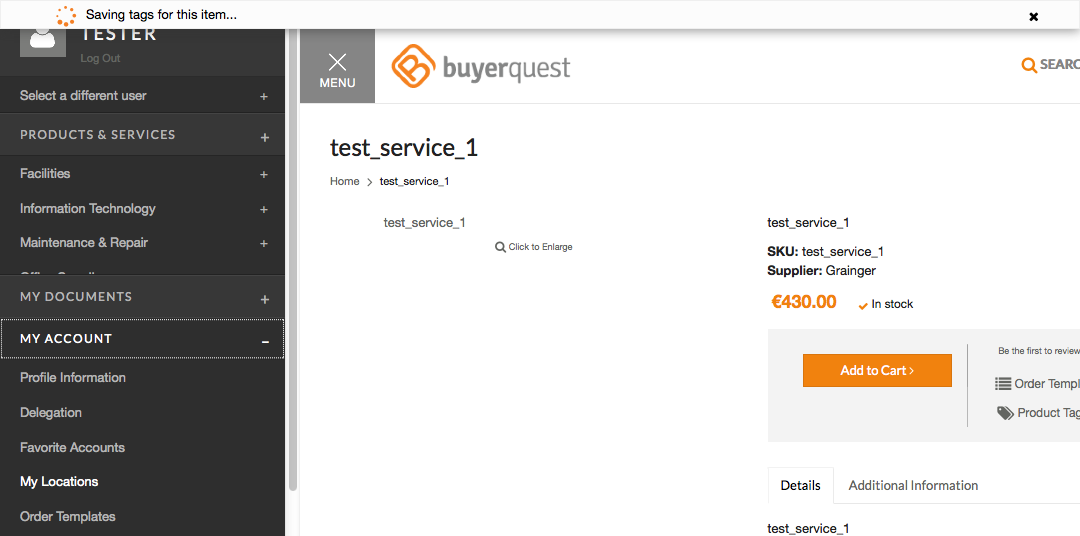 Saving tags for this item...
TESTER
Log Out
Select a different user
PRODUCTS & SERVICES
Facilities
Information Technology
Maintenance & Repair
MY DOCUMENTS
MY ACCOUNT
Profile Information
Delegation
Favorite Accounts
My Locations
Order Templates
MENU
buyerquest
SEARC
test_service_1
Home > test_service_1
test_service_1
Click to Enlarge
test_service_1
SKU: test_service_1
Supplier: Grainger
€430.00 In stock
Be the first to review
Add to Cart ›
Order Templ
Product Tag
Details Additional Information
test_service_1